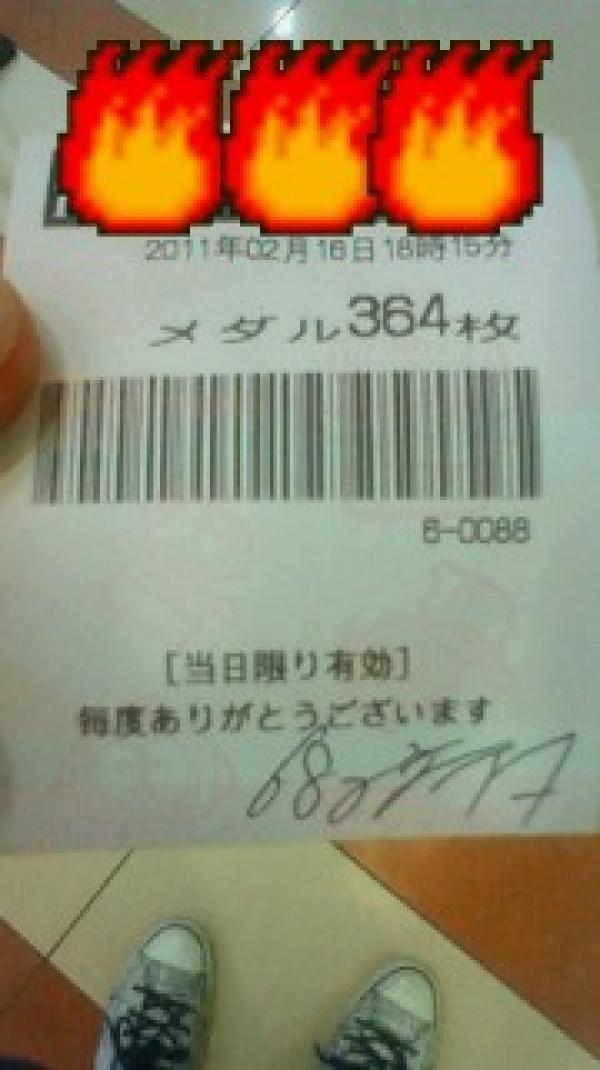 2011年02月16日18時15分
メダル364枚
6-0088
[当日限り有効]
毎度ありがとうございます